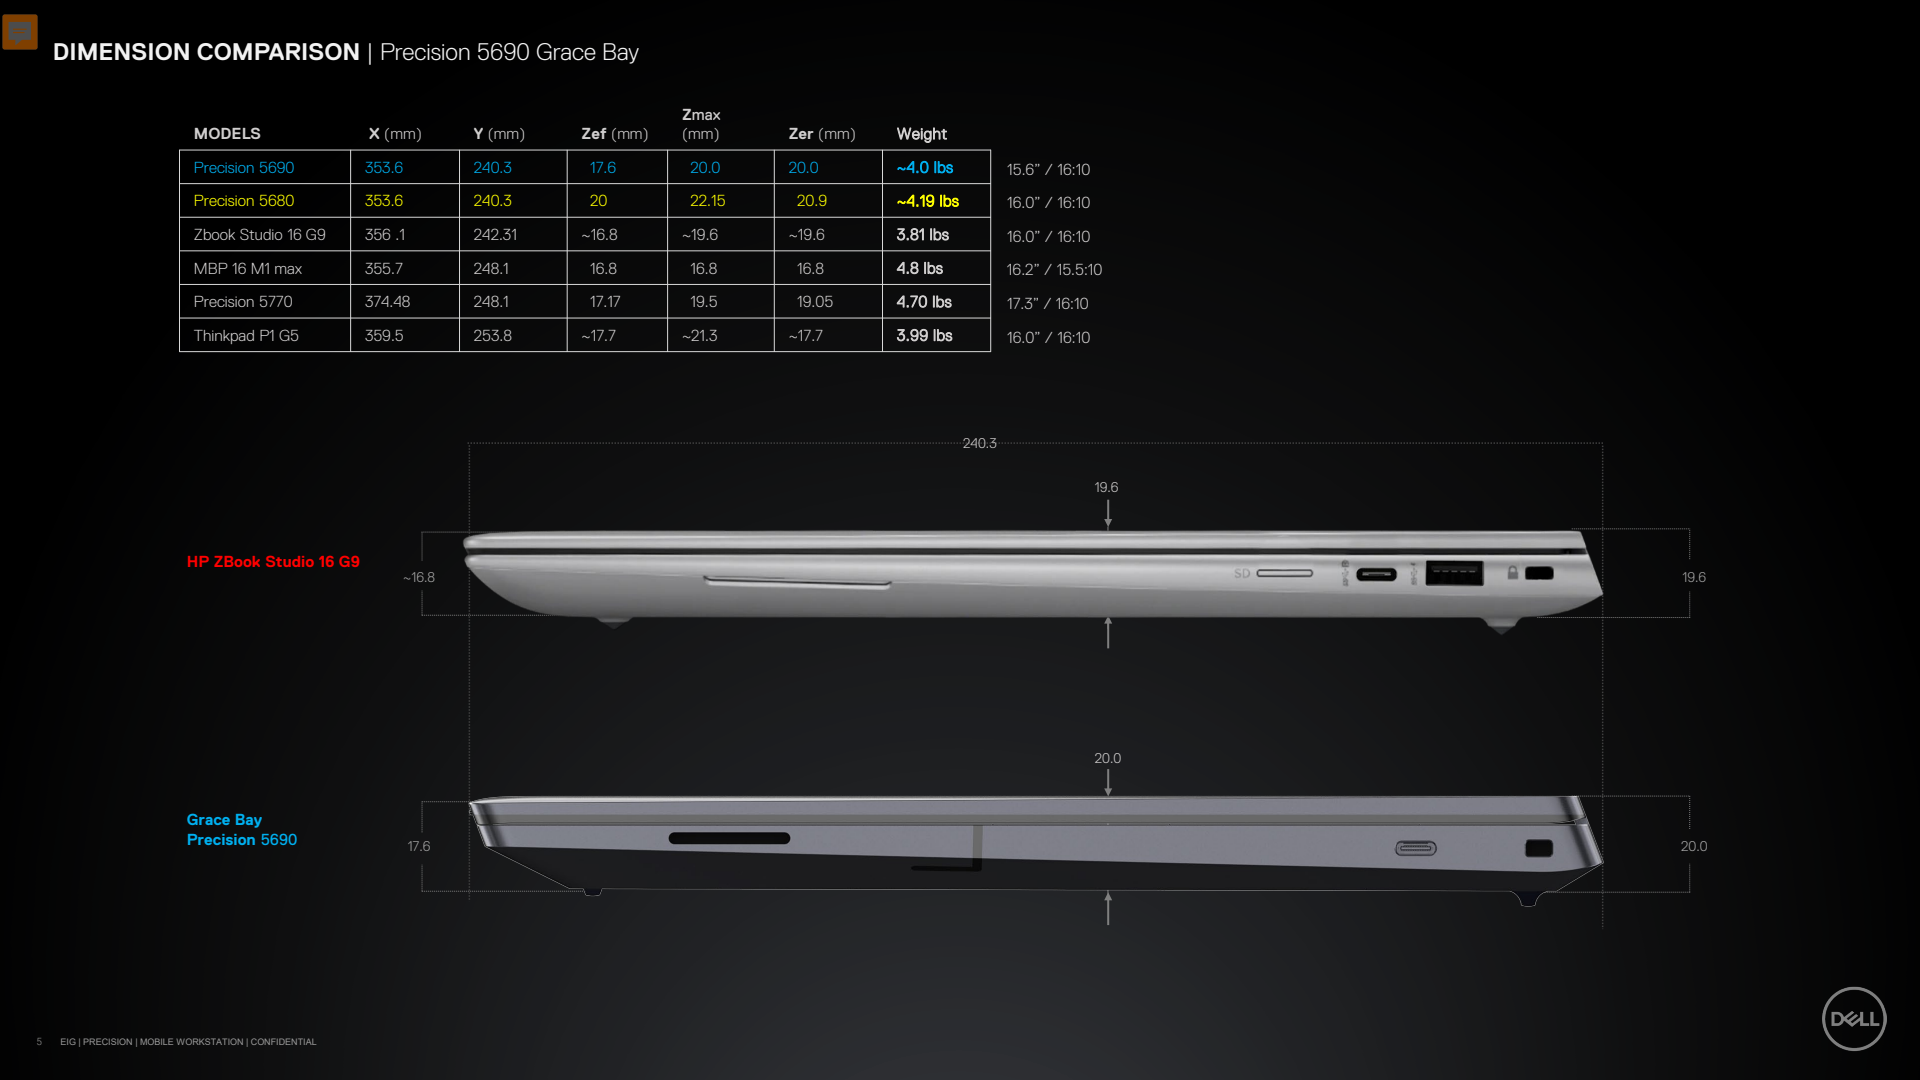 DIMENSION COMPARISON | Precision 5690 Grace Bay
MODELS X (mm) Y (mm) Zef (mm) Zmax (mm) Zer (mm) Weight
Precision 5690 353.6 240.3 17.6 20.0 20.0 ~4.0 lbs 15.6” / 16:10
Precision 5680 353.6 240.3 20 22.15 20.9 ~4.19 lbs 16.0” / 16:10
Zbook Studio 16 G9 356 .1 242.31 ~16.8 ~19.6 ~19.6 3.81 lbs 16.0” / 16:10
MBP 16 M1 max 355.7 248.1 16.8 16.8 16.8 4.8 lbs 16.2” / 15.5:10
Precision 5770 374.48 248.1 17.17 19.5 19.05 4.70 lbs 17.3” / 16:10
Thinkpad P1 G5 359.5 253.8 ~17.7 ~21.3 ~17.7 3.99 lbs 16.0” / 16:10
240.3
19.6
HP ZBook Studio 16 G9
~16.8
SD
19.6
20.0
Grace Bay
Precision 5690
17.6
20.0
DELL
5 EIG | PRECISION | MOBILE WORKSTATION | CONFIDENTIAL